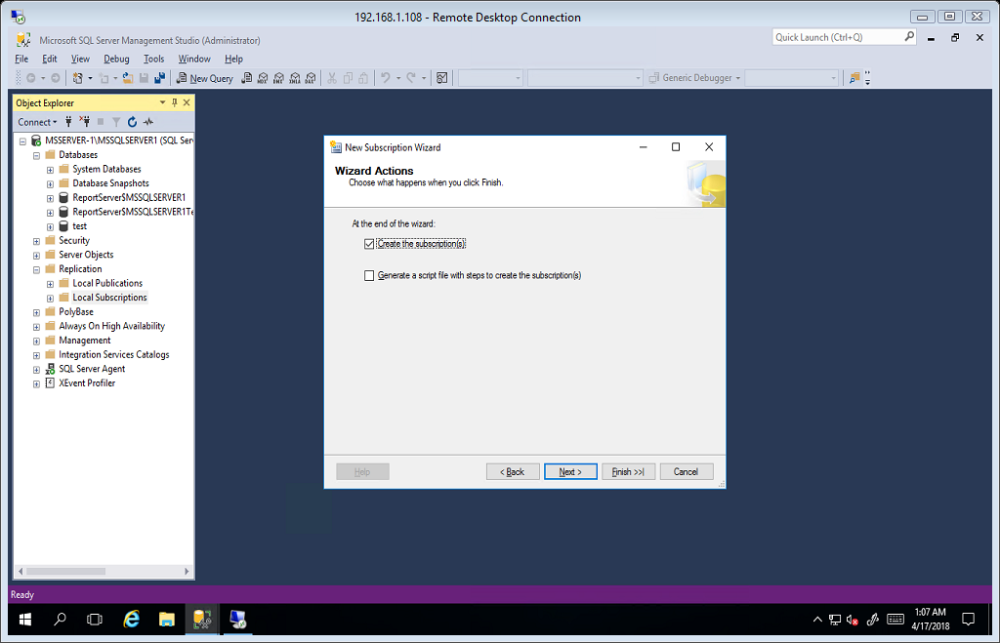 192.168.1.108 - Remote Desktop Connection
Microsoft SQL Server Management Studio (Administrator)
Quick Launch (Ctrl+Q)
File Edit View Debug Tools Window Help
New Query MDX DMX XMLA DAX Generic Debugger
Object Explorer
Connect
MSSERVER-1\MSSQLSERVER1 (SQL Ser
Databases
System Databases
Database Snapshots
ReportServer$MSSQLSERVER1
ReportServer$MSSQLSERVER1Te
test
Security
Server Objects
Replication
Local Publications
Local Subscriptions
PolyBase
Always On High Availability
Management
Integration Services Catalogs
SQL Server Agent
XEvent Profiler
New Subscription Wizard
Wizard Actions
Choose what happens when you click Finish.
At the end of the wizard:
Create the subscription(s)
Generate a script file with steps to create the subscription(s)
Help < Back Next > Finish >>| Cancel
Ready
1:07 AM
4/17/2018